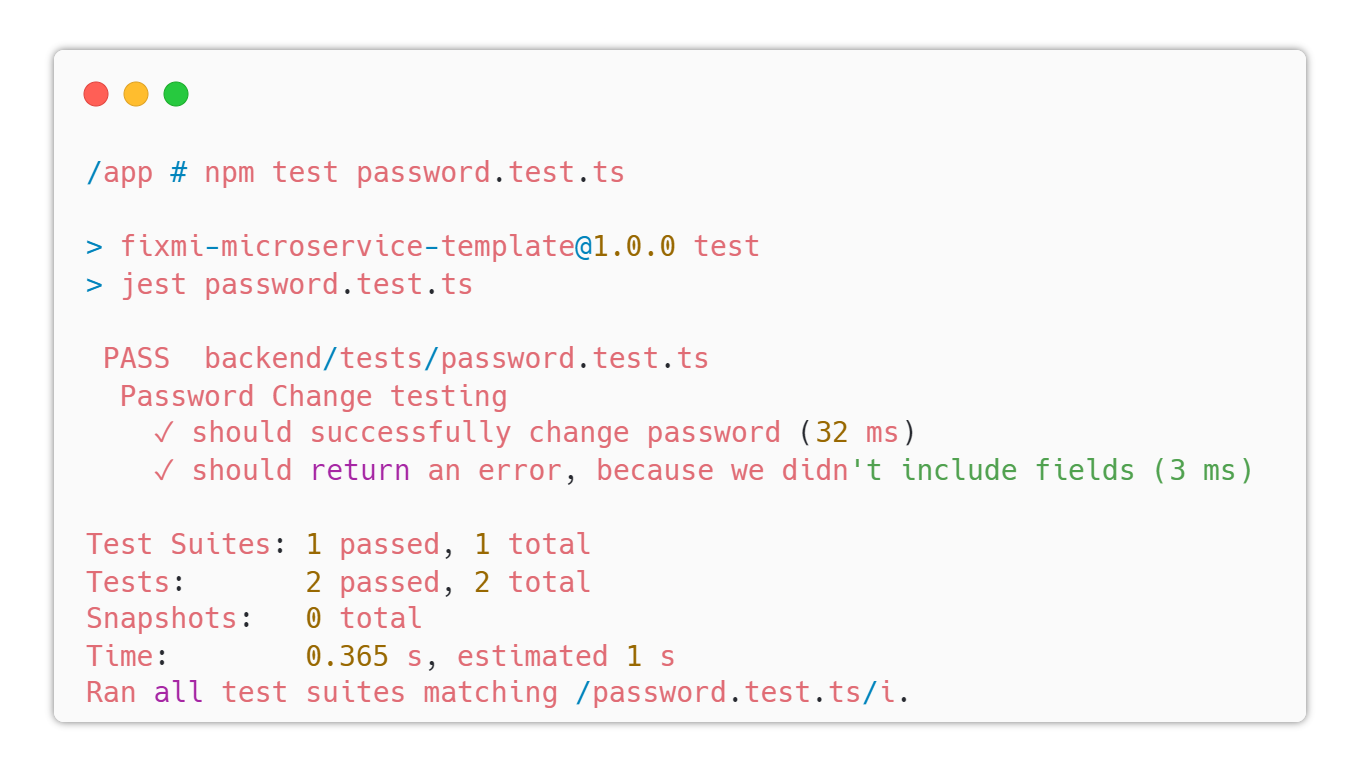 /app # npm test password.test.ts
> fixmi-microservice-template@1.0.0 test
> jest password.test.ts
PASS  backend/tests/password.test.ts
Password Change testing
✓ should successfully change password (32 ms)
✓ should return an error, because we didn't include fields (3 ms)
Test Suites: 1 passed, 1 total
Tests:       2 passed, 2 total
Snapshots:   0 total
Time:        0.365 s, estimated 1 s
Ran all test suites matching /password.test.ts/i.